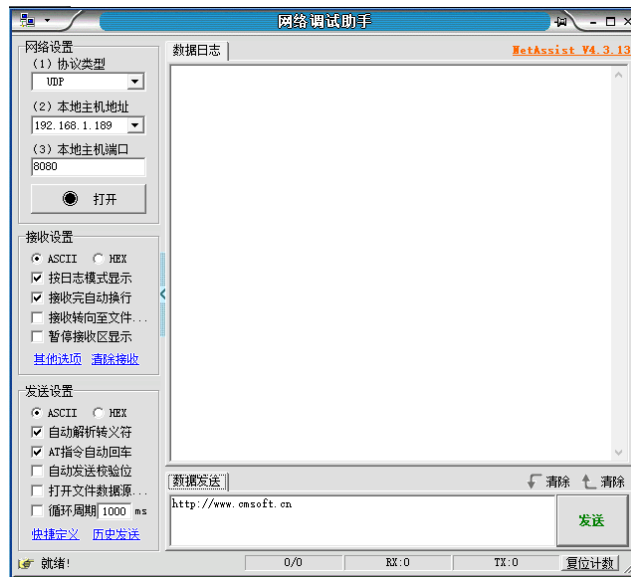 网络调试助手
网络设置
(1) 协议类型
UDP
(2) 本地主机地址
192.168.1.189
(3) 本地主机端口
8080
打开
接收设置
ASCII HEX
按日志模式显示
接收完自动换行
接收转向至文件...
暂停接收区显示
其他选项 清除接收
发送设置
ASCII HEX
自动解析转义符
AT指令自动回车
自动发送校验位
打开文件数据源...
循环周期 1000 ms
快捷定义 历史发送
数据日志 NetAssist V4.3.13
数据发送 清除 清除
http://www.cmsoft.cn
发送
就绪! 0/0 RX:0 TX:0 复位计数